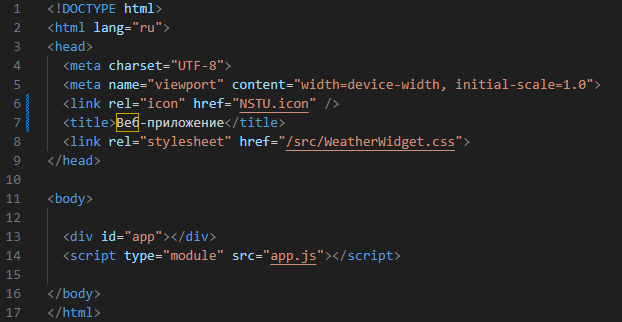 1 <!DOCTYPE html>
2 <html lang="ru">
3 <head>
4 <meta charset="UTF-8">
5 <meta name="viewport" content="width=device-width, initial-scale=1.0">
6 <link rel="icon" href="NSTU.icon" />
7 <title>Веб-приложение</title>
8 <link rel="stylesheet" href="/src/WeatherWidget.css">
9 </head>
10
11 <body>
12
13 <div id="app"></div>
14 <script type="module" src="app.js"></script>
15
16 </body>
17 </html>